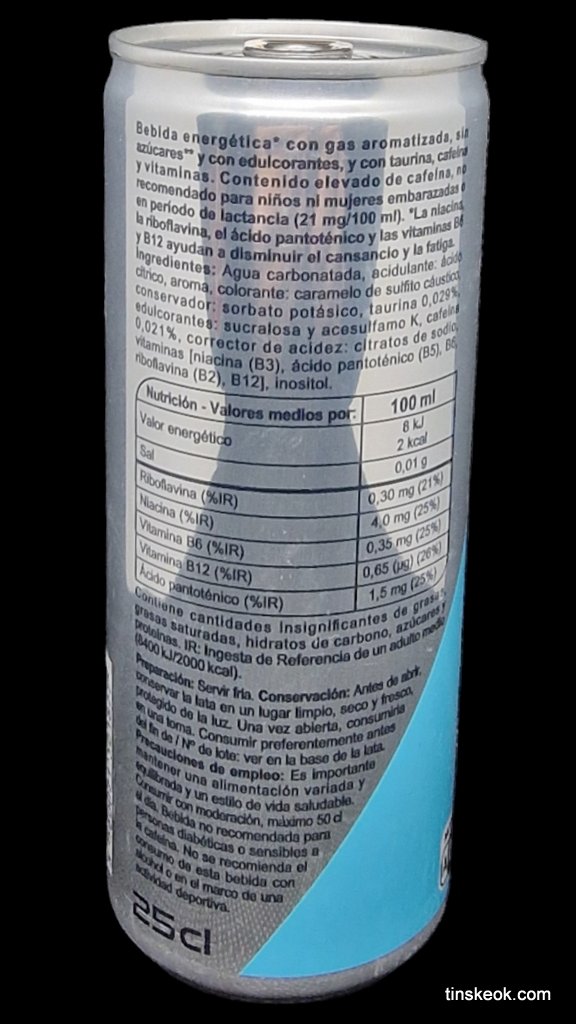 Bebida energética* con gas aromatizada, sin
azúcares** y con edulcorantes, y con taurina, cafeína
y vitaminas. Contenido elevado de cafeína, no
recomendado para niños ni mujeres embarazadas o
en período de lactancia (21 mg/100 ml). *La niacina,
la riboflavina, el ácido pantoténico y las vitaminas B6
y B12 ayudan a disminuir el cansancio y la fatiga.
Ingredientes: Agua carbonatada, acidulante: ácido
cítrico, aroma, colorante: caramelo de sulfito cáustico,
conservador: sorbato potásico, taurina 0,029%,
edulcorantes: sucralosa y acesulfamo K, cafeína
0,021%, corrector de acidez: citratos de sodio,
vitaminas [niacina (B3), ácido pantoténico (B5), B6,
riboflavina (B2), B12], inositol.
Nutrición - Valores medios por: 100 ml
Valor energético 8 kJ
2 kcal
Sal 0,01 g
Riboflavina (%IR) 0,30 mg (21%)
Niacina (%IR) 4,0 mg (25%)
Vitamina B6 (%IR) 0,35 mg (25%)
Vitamina B12 (%IR) 0,65 (µg) (26%)
Ácido pantoténico (%IR) 1,5 mg (25%)
Contiene cantidades Insignificantes de grasas,
grasas saturadas, hidratos de carbono, azúcares y
proteínas. IR: Ingesta de Referencia de un adulto medio
(8400 kJ/2000 kcal).
Preparación: Servir fría. Conservación: Antes de abrir,
conservar la lata en un lugar limpio, seco y fresco,
protegido de la luz. Una vez abierta, consumirla
en una toma. Consumir preferentemente antes
del fin de / Nº de lote: ver en la base de la lata.
Precauciones de empleo: Es importante
mantener una alimentación variada y
equilibrada y un estilo de vida saludable.
Consumir con moderación, máximo 50 cl
al día. Bebida no recomendada para
personas diabéticas o sensibles a
la cafeína. No se recomienda el
consumo de esta bebida con
alcohol o en el marco de una
actividad deportiva.
25cl
tinskeok.com